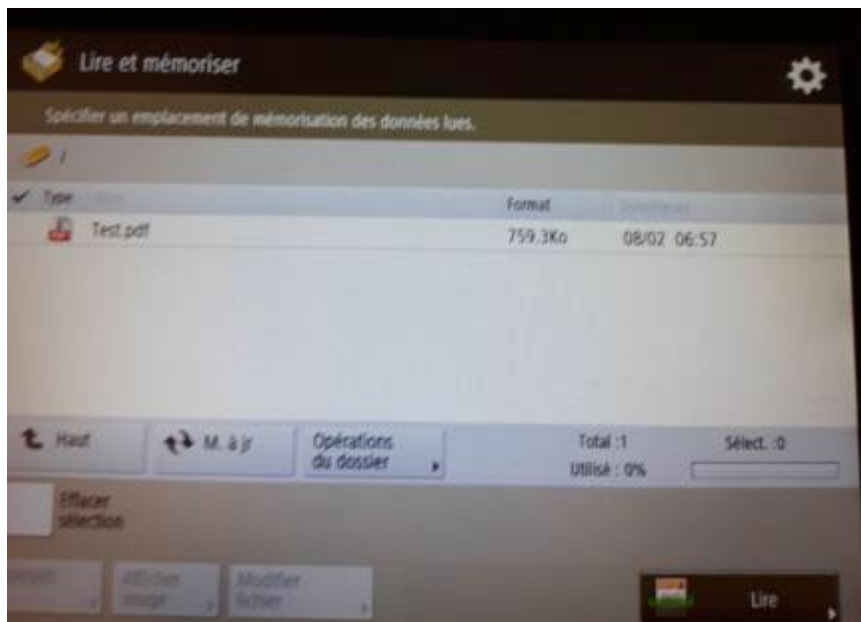 Lire et mémoriser
Spécifier un emplacement de mémorisation des données lues.
/
Type
Format
Test.pdf 759.3Ko 08/02 06:57
Haut
M. à jr
Opérations
du dossier
Total :1
Sélect. :0
Utilisé : 0%
Effacer
sélection
Modifier
fichier
Lire